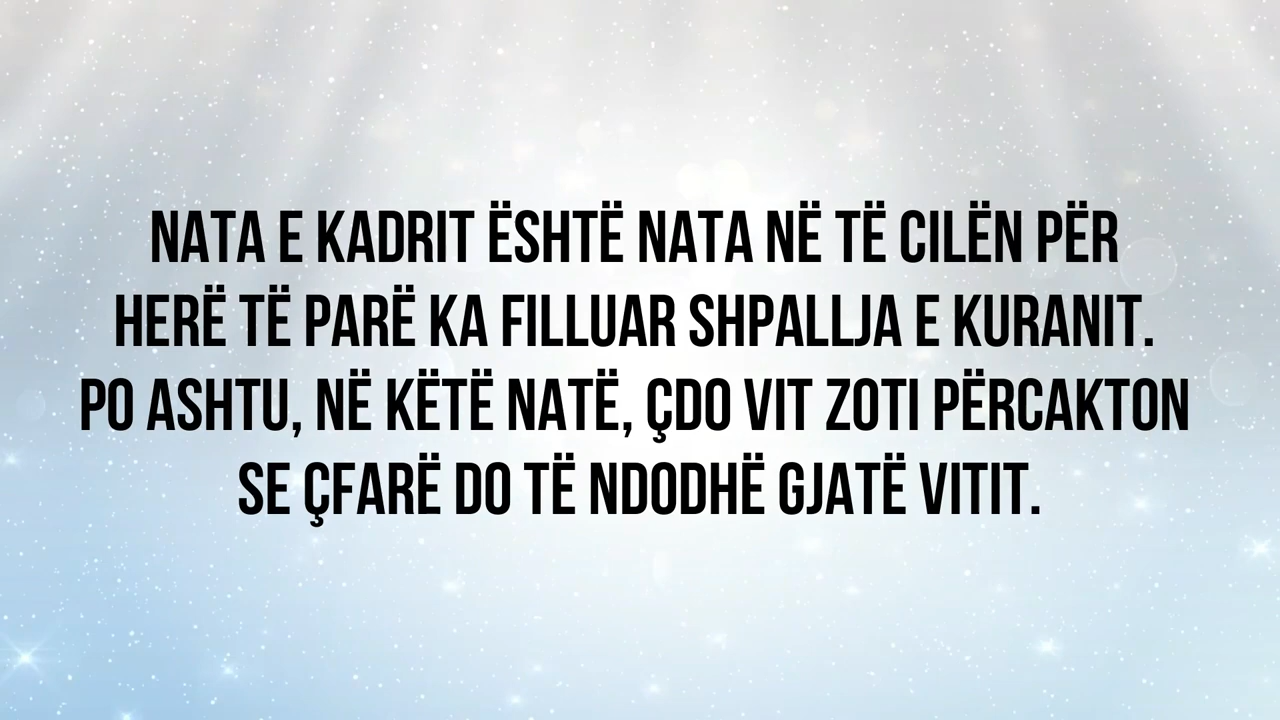 NATA E KADRIT ËSHTË NATA NË TË CILËN PËR
HERË TË PARË KA FILLUAR SHPALLJA E KURANIT.
PO ASHTU, NË KËTË NATË, ÇDO VIT ZOTI PËRCAKTON
SE ÇFARË DO TË NDODHË GJATË VITIT.